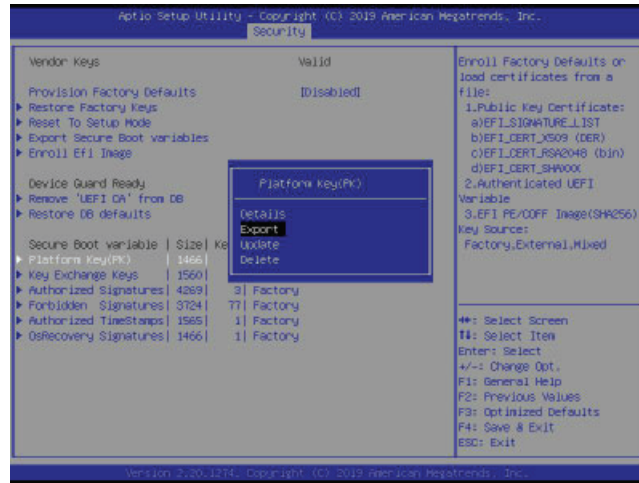 Aptio Setup Utility - Copyright (C) 2019 American Megatrends, Inc.
Security
Vendor Keys Valid
Provision Factory Defaults [Disabled]
Restore Factory Keys
Reset To Setup Mode
Export Secure Boot variables
Enroll Efi Image
Device Guard Ready
Remove 'UEFI CA' from DB
Restore DB defaults
Secure Boot variable | Size| Ke
Platform Key(PK) | 1466|
Key Exchange Keys | 1560|
Authorized Signatures| 4269| 3| Factory
Forbidden Signatures| 3724| 77| Factory
Authorized TimeStamps| 1565| 1| Factory
OsRecovery Signatures| 1466| 1| Factory
Platform Key(PK)
Details
Export
Update
Delete
Enroll Factory Defaults or
load certificates from a
file:
1.Public Key Certificate:
a)EFI_SIGNATURE_LIST
b)EFI_CERT_X509 (DER)
c)EFI_CERT_RSA2048 (bin)
d)EFI_CERT_SHAXXX
2.Authenticated UEFI
Variable
3.EFI PE/COFF Image(SHA256)
Key Source:
Factory,External,Mixed
↔: Select Screen
↑↓: Select Item
Enter: Select
+/-: Change Opt.
F1: General Help
F2: Previous Values
F3: Optimized Defaults
F4: Save & Exit
ESC: Exit
Version 2.20.1274. Copyright (C) 2019 American Megatrends, Inc.